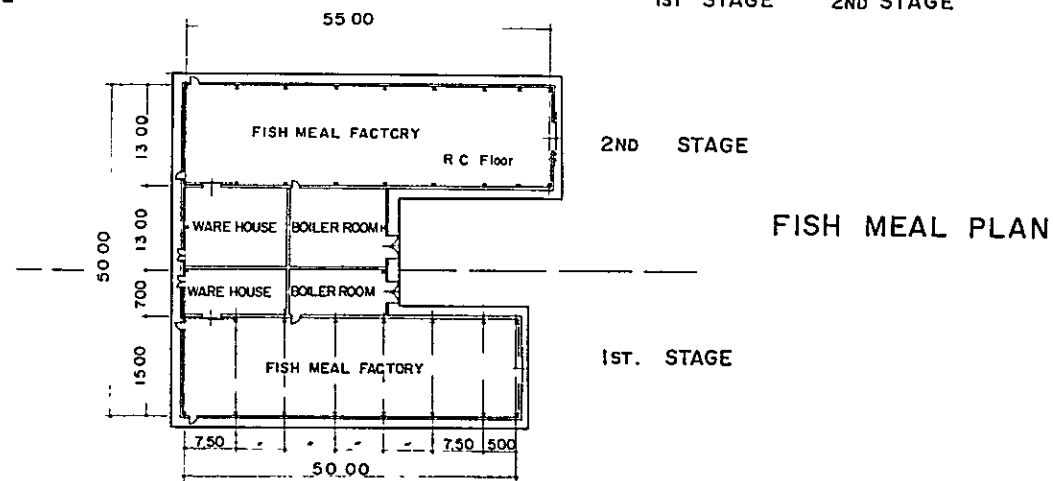 1ST STAGE 2ND STAGE
55 00
13 00
FISH MEAL FACTORY
R C Floor
2ND STAGE
50 00
13 00
WARE HOUSE
BOILER ROOM
FISH MEAL PLAN
700
WARE HOUSE
BOILER ROOM
1500
FISH MEAL FACTORY
1ST. STAGE
7.50 " " " " 7.50 500
50 00